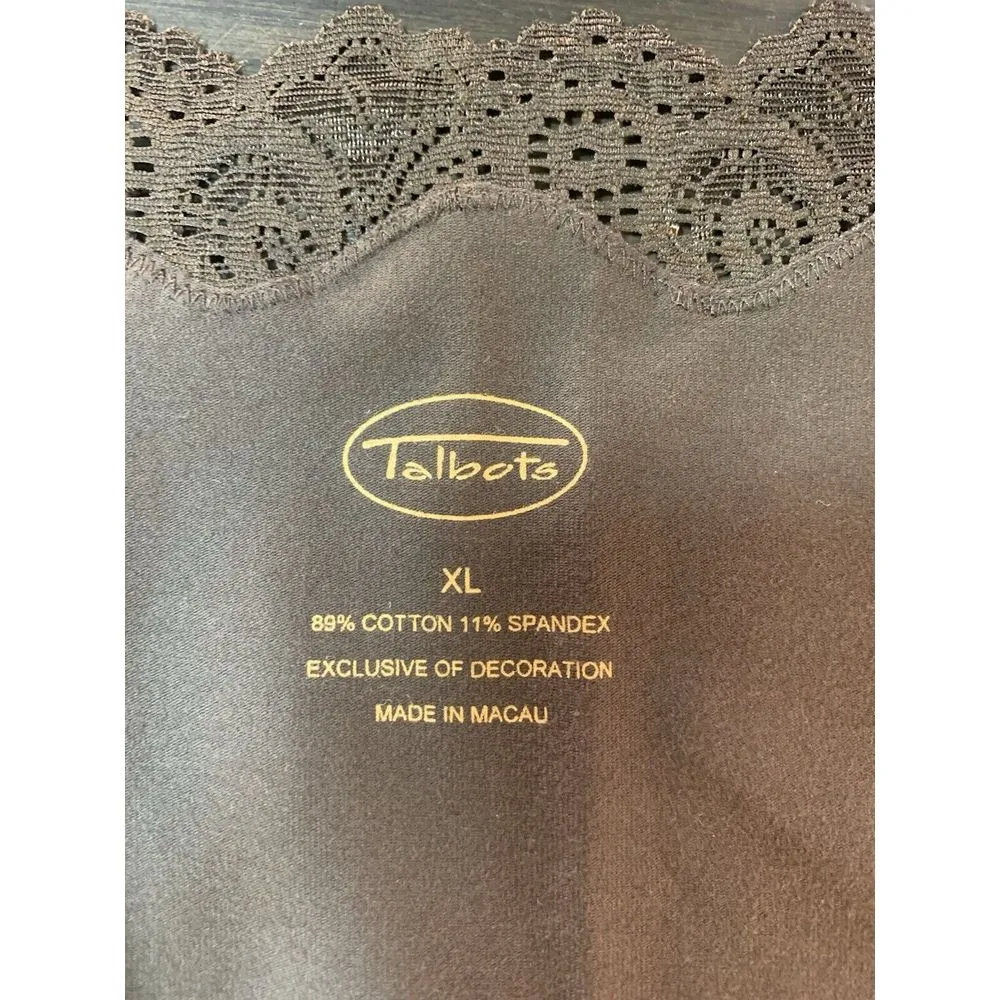 Talbots
XL
89% COTTON 11% SPANDEX
EXCLUSIVE OF DECORATION
MADE IN MACAU